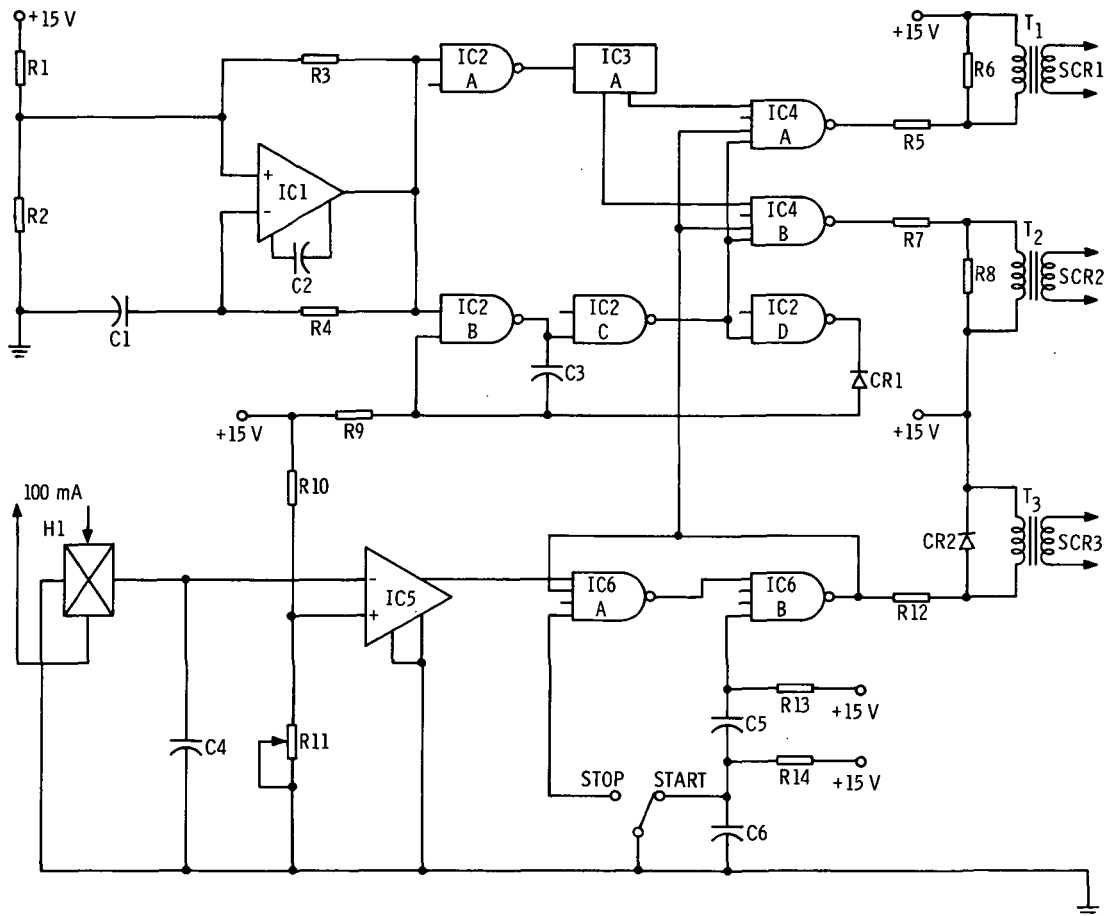 +15 V
R1
R2
R3
IC1
+
-
C2
C1
R4
IC2
A
IC3
A
IC4
A
R5
+15 V
R6
T1
SCR1
IC4
B
R7
R8
T2
SCR2
IC2
B
IC2
C
IC2
D
C3
CR1
+15 V
R9
R10
+15 V
100 mA
H1
-
IC5
+
C4
R11
IC6
A
IC6
B
CR2
T3
SCR3
R12
R13
+15 V
C5
R14
+15 V
STOP
START
C6